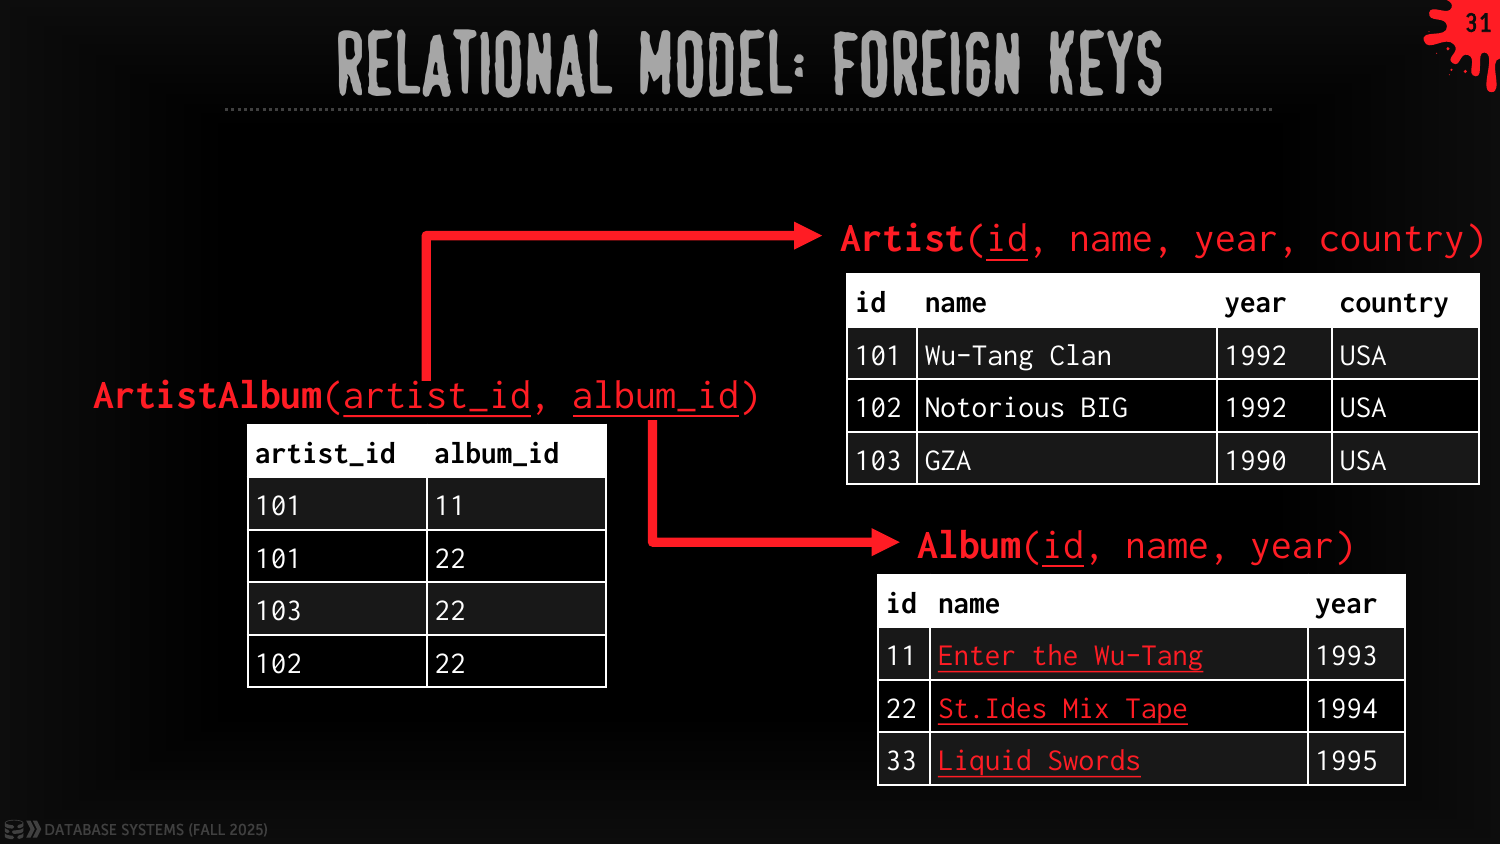 31
RELATIONAL MODEL: FOREIGN KEYS
Artist(id, name, year, country)
id name year country
101 Wu-Tang Clan 1992 USA
102 Notorious BIG 1992 USA
103 GZA 1990 USA
ArtistAlbum(artist_id, album_id)
artist_id album_id
101 11
101 22
103 22
102 22
Album(id, name, year)
id name year
11 Enter the Wu-Tang 1993
22 St.Ides Mix Tape 1994
33 Liquid Swords 1995
DATABASE SYSTEMS (FALL 2025)